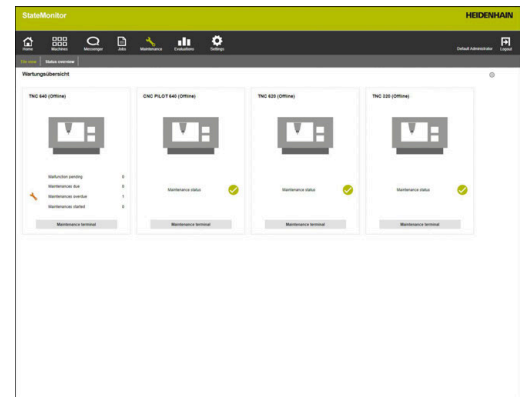 StateMonitor
HEIDENHAIN
Home
Machines
Messenger
Jobs
Maintenance
Evaluations
Settings
Default Administrator
Logout
Status overview
Wartungsübersicht
TNC 640 (Offline)
CNC PILOT 640 (Offline)
TNC 620 (Offline)
TNC 320 (Offline)
Malfunction pending 0
Maintenances due 0
Maintenances overdue 1
Maintenances started 0
Maintenance status
Maintenance status
Maintenance status
Maintenance terminal
Maintenance terminal
Maintenance terminal
Maintenance terminal